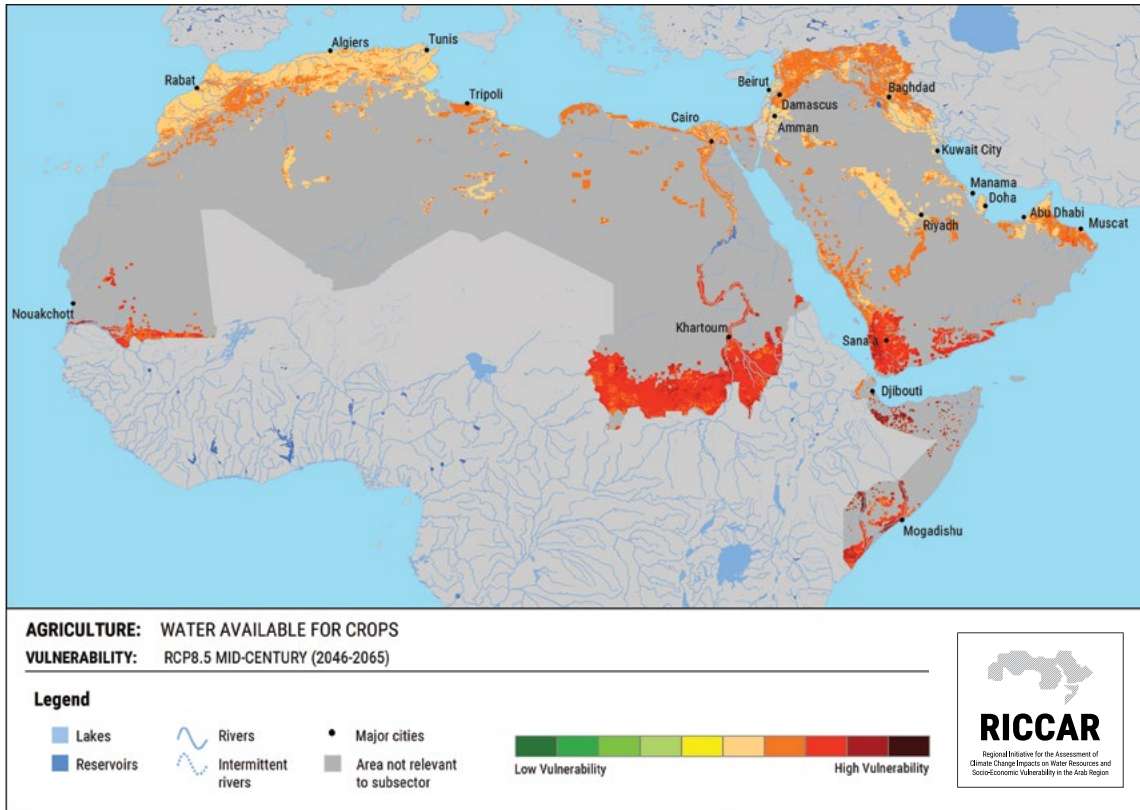 Algiers
Tunis
Rabat
Tripoli
Beirut
Baghdad
Damascus
Cairo
Amman
Kuwait City
Manama
Doha
Abu Dhabi
Riyadh
Muscat
Nouakchott
Khartoum
Sana'a
Djibouti
Mogadishu
AGRICULTURE: WATER AVAILABLE FOR CROPS
VULNERABILITY: RCP8.5 MID-CENTURY (2046-2065)
Legend
Lakes
Reservoirs
Rivers
Intermittent
rivers
Major cities
Area not relevant
to subsector
Low Vulnerability
High Vulnerability
RICCAR
Regional Initiative for the Assessment of
Climate Change Impacts on Water Resources and
Socio-Economic Vulnerability in the Arab Region